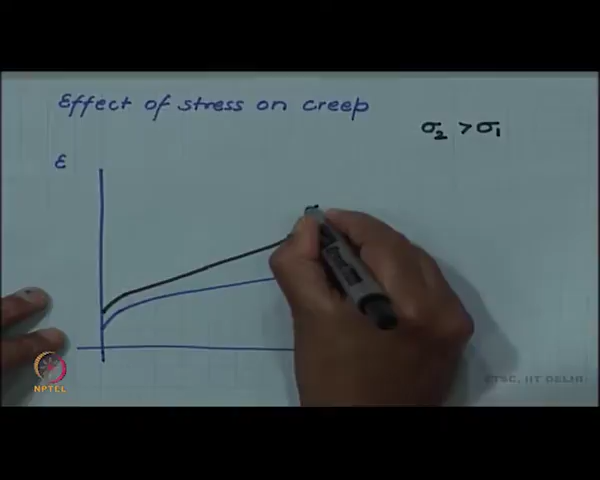 Effect of stress on creep
σ₂ > σ₁
ε
NPTEL
ETSC, IIT DELHI